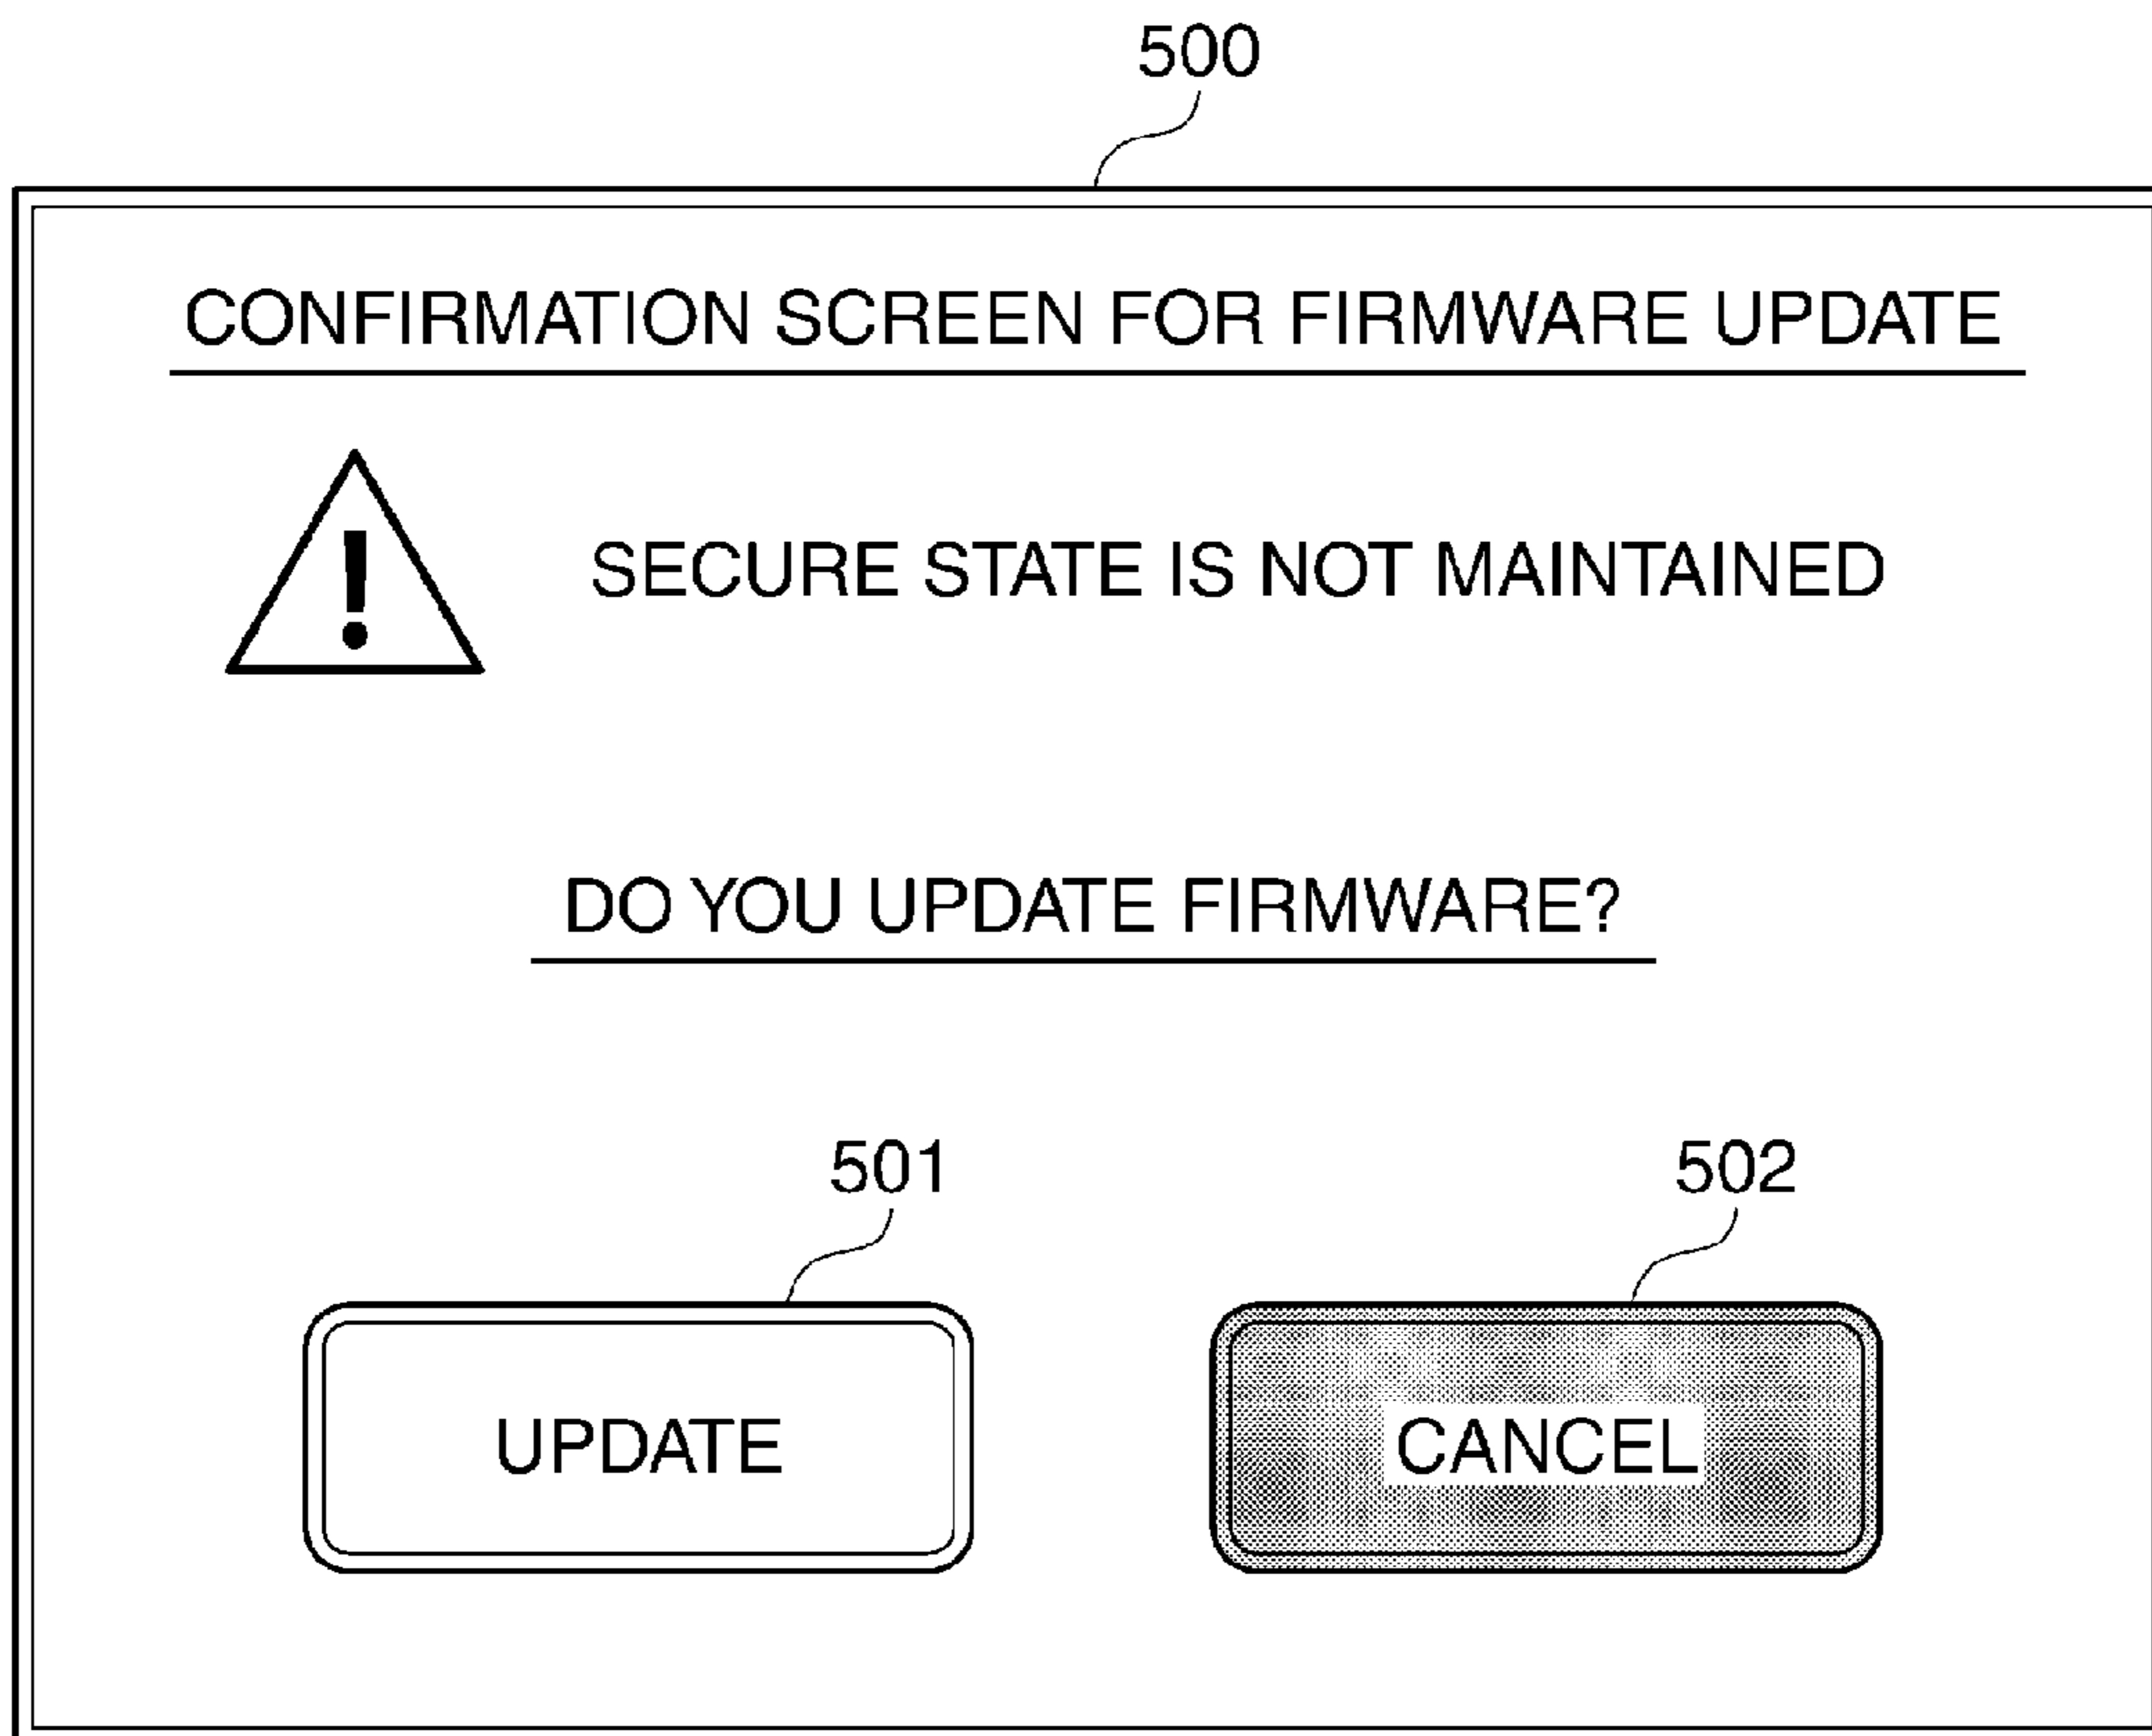 500
CONFIRMATION SCREEN FOR FIRMWARE UPDATE
!
SECURE STATE IS NOT MAINTAINED
DO YOU UPDATE FIRMWARE?
501
502
UPDATE
CANCEL